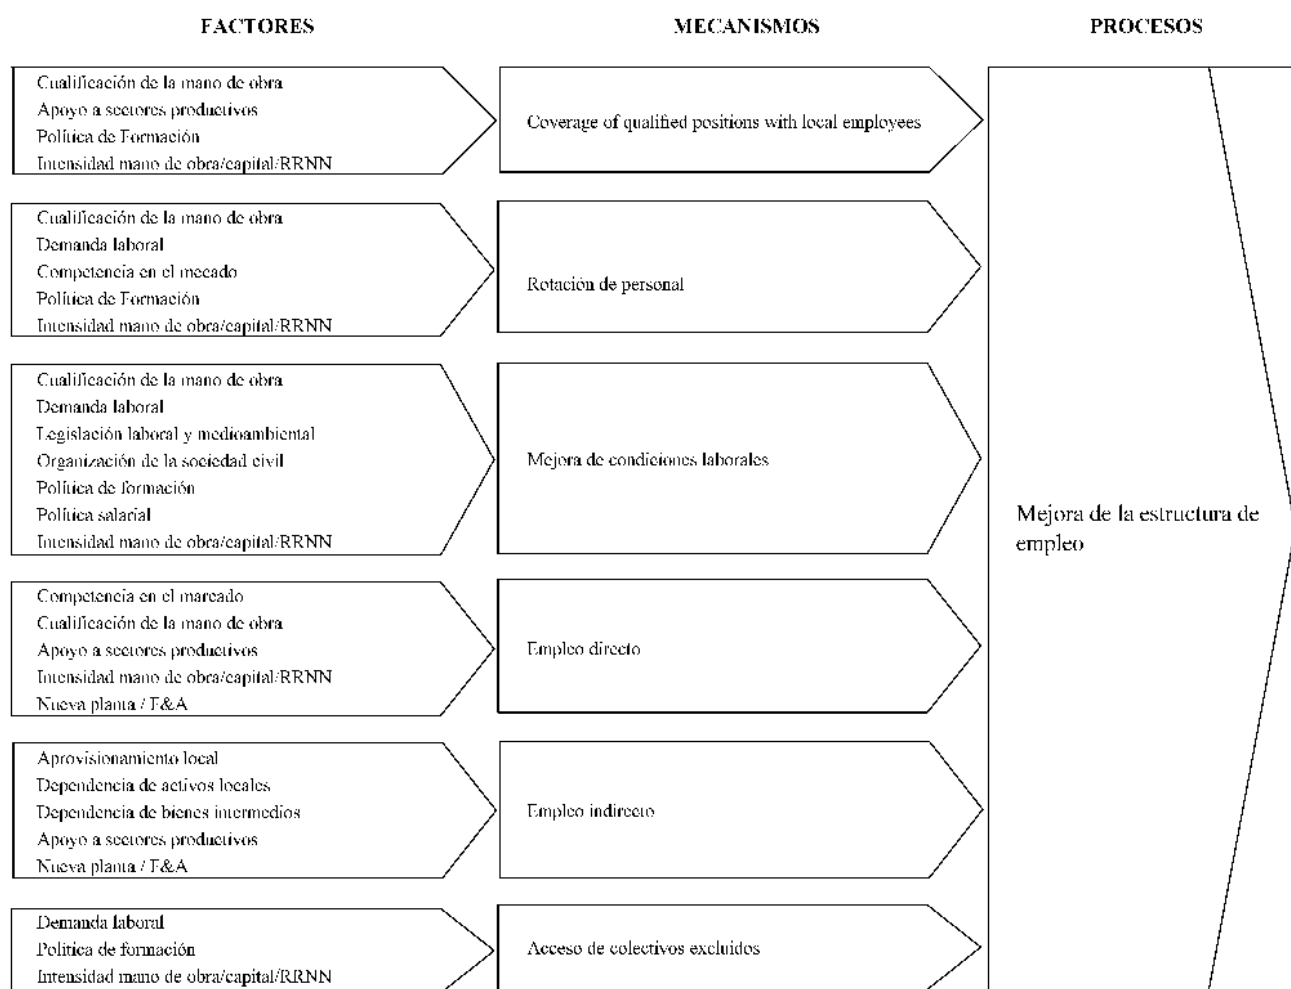 FACTORES
MECANISMOS
PROCESOS
Cualificación de la mano de obra
Apoyo a sectores productivos
Política de Formación
Intensidad mano de obra/capital/RRNN
Coverage of qualified positions with local employees
Cualificación de la mano de obra
Demanda laboral
Competencia en el mecado
Política de Formación
Intensidad mano de obra/capital/RRNN
Rotación de personal
Cualificación de la mano de obra
Demanda laboral
Legislación laboral y medioambiental
Organización de la sociedad civil
Política de formación
Política salarial
Intensidad mano de obra/capital/RRNN
Mejora de condiciones laborales
Mejora de la estructura de
empleo
Competencia en el marcado
Cualificación de la mano de obra
Apoyo a sectores productivos
Intensidad mano de obra/capital/RRNN
Nueva planta / F&A
Empleo directo
Aprovisionamiento local
Dependencia de activos locales
Dependencia de bienes intermedios
Apoyo a sectores productivos
Nueva planta / F&A
Empleo indirecto
Demanda laboral
Politica de formación
Intensidad mano de obra/capital/RRNN
Acceso de colectivos excluidos